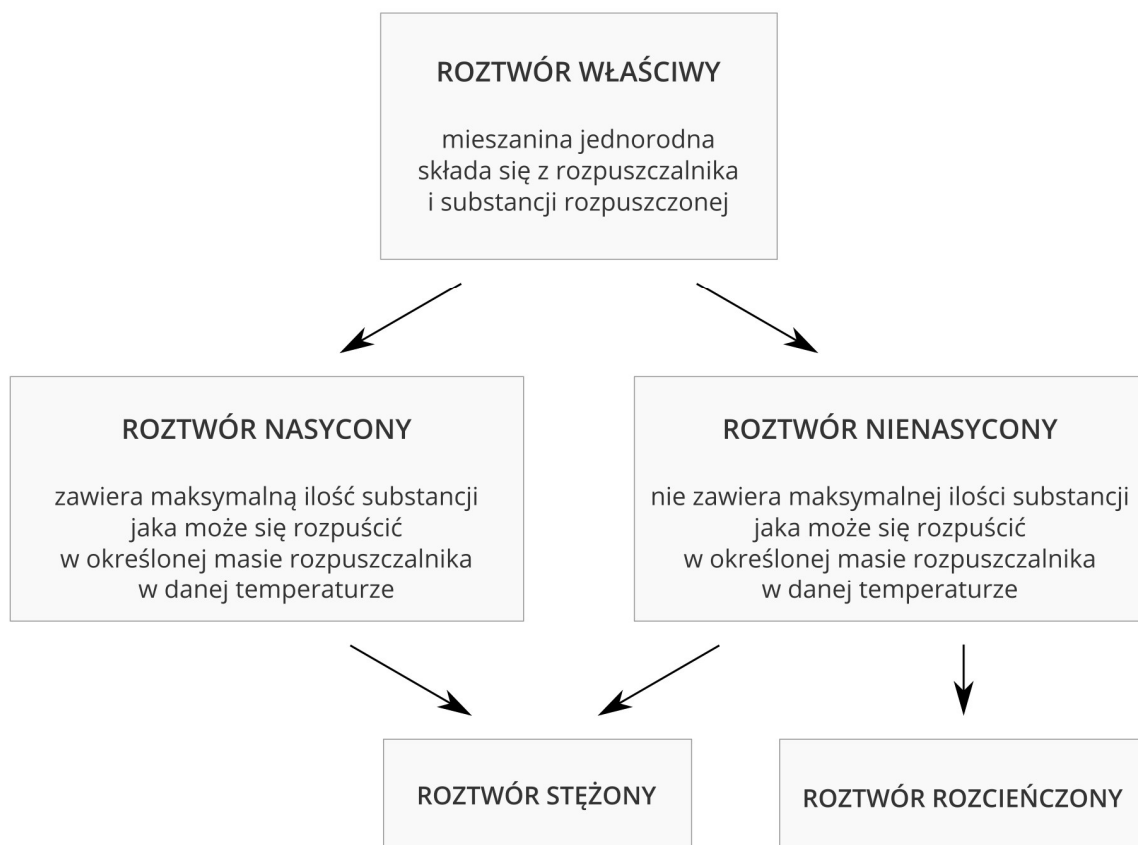 ROZTWÓR WŁAŚCIWY
mieszanina jednorodna
składa się z rozpuszczalnika
i substancji rozpuszczonej
ROZTWÓR NASYCONY
zawiera maksymalną ilość substancji
jaka może się rozpuścić
w określonej masie rozpuszczalnika
w danej temperaturze
ROZTWÓR NIENASYCONY
nie zawiera maksymalnej ilości substancji
jaka może się rozpuścić
w określonej masie rozpuszczalnika
w danej temperaturze
ROZTWÓR STĘŻONY
ROZTWÓR ROZCIEŃCZONY